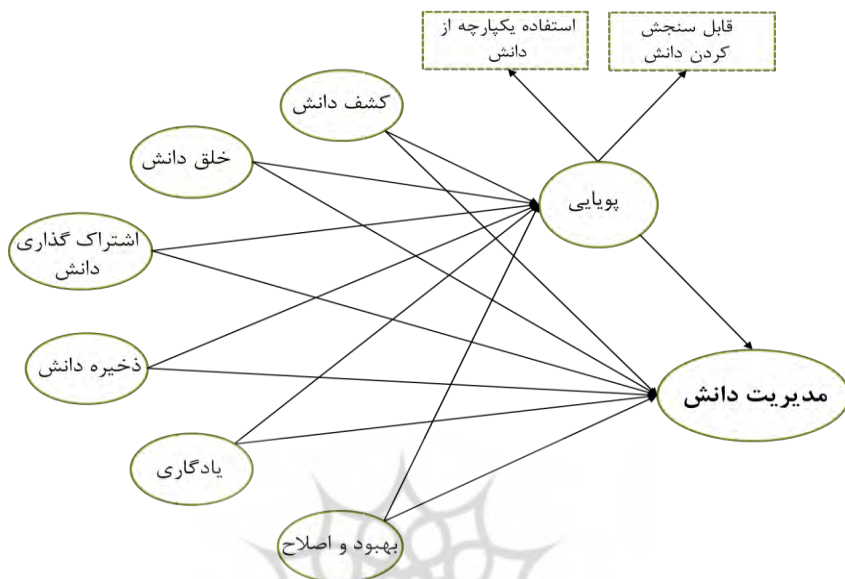 قابل سنجش
کردن دانش
استفاده یکپارچه از
دانش
کشف دانش
خلق دانش
پویایی
اشتراک گذاری
دانش
ذخیره دانش
مدیریت دانش
یادگاری
بهبود و اصلاح